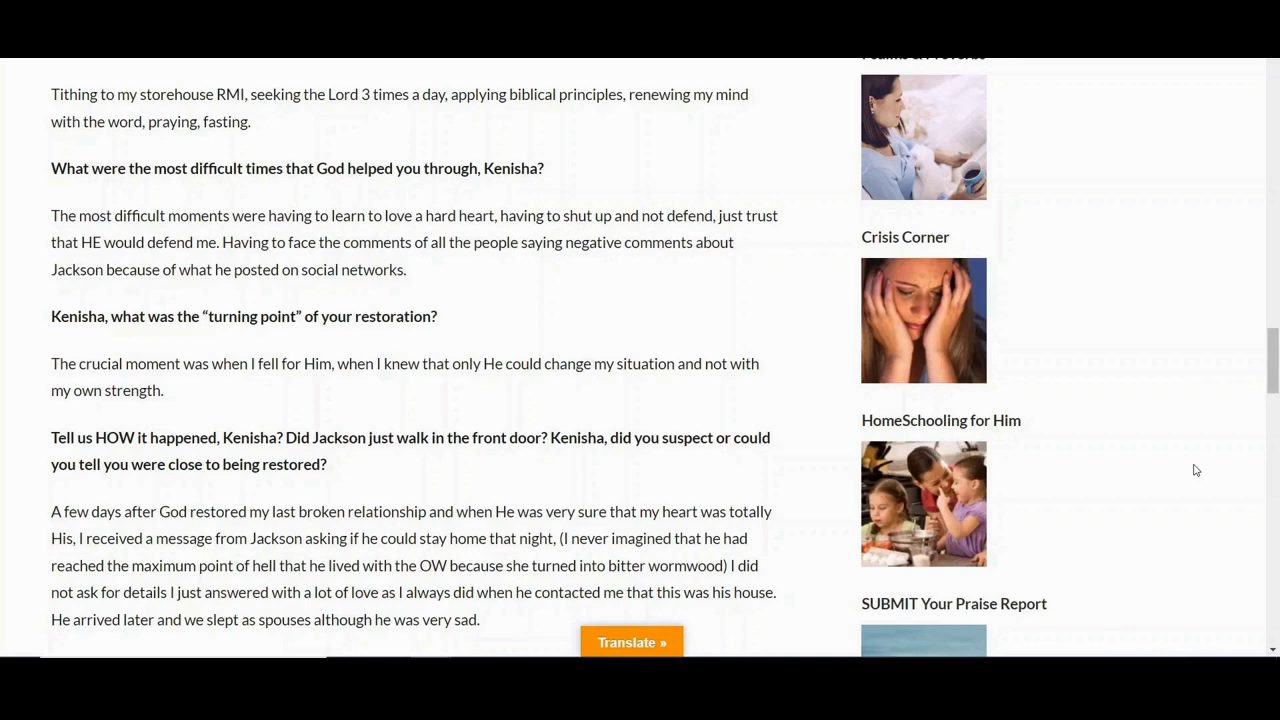 Tithing to my storehouse RMI, seeking the Lord 3 times a day, applying biblical principles, renewing my mind
with the word, praying, fasting.
What were the most difficult times that God helped you through, Kenisha?
The most difficult moments were having to learn to love a hard heart, having to shut up and not defend, just trust
that HE would defend me. Having to face the comments of all the people saying negative comments about
Jackson because of what he posted on social networks.
Kenisha, what was the “turning point” of your restoration?
The crucial moment was when I fell for Him, when I knew that only He could change my situation and not with
my own strength.
Tell us HOW it happened, Kenisha? Did Jackson just walk in the front door? Kenisha, did you suspect or could
you tell you were close to being restored?
A few days after God restored my last broken relationship and when He was very sure that my heart was totally
His, I received a message from Jackson asking if he could stay home that night, (I never imagined that he had
reached the maximum point of hell that he lived with the OW because she turned into bitter wormwood) I did
not ask for details I just answered with a lot of love as I always did when he contacted me that this was his house.
He arrived later and we slept as spouses although he was very sad.
Translate »
Crisis Corner
HomeSchooling for Him
SUBMIT Your Praise Report